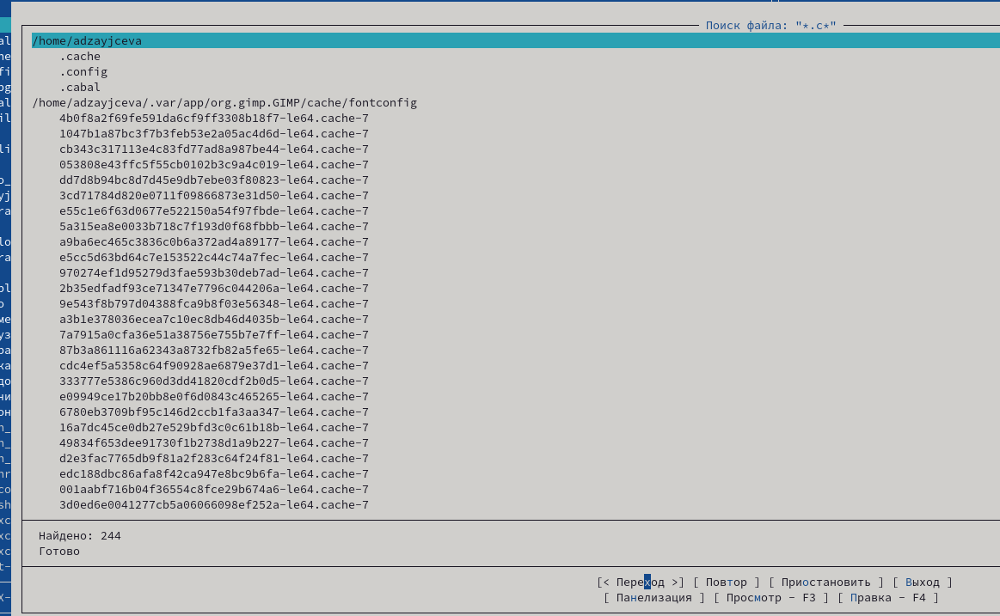 Поиск файла: "*.c*"
/home/adzayjceva
.cache
.config
.cabal
/home/adzayjceva/.var/app/org.gimp.GIMP/cache/fontconfig
4b0f8a2f69fe591da6cf9ff3308b18f7-le64.cache-7
1047b1a87bc3f7b3feb53e2a05ac4d6d-le64.cache-7
cb343c317113e4c83fd77ad8a987be44-le64.cache-7
053808e43ffc5f55cb0102b3c9a4c019-le64.cache-7
dd7d8b94bc8d7d45e9db7ebe03f80823-le64.cache-7
3cd71784d820e0711f09866873e31d50-le64.cache-7
e55c1e6f63d0677e522150a54f97fbde-le64.cache-7
5a315ea8e0033b718c7f193d0f68fbbb-le64.cache-7
a9ba6ec465c3836c0b6a372ad4a89177-le64.cache-7
e5cc5d63bd64c7e153522c44c74a7fec-le64.cache-7
970274ef1d95279d3fae593b30deb7ad-le64.cache-7
2b35edfadf93ce71347e7796c044206a-le64.cache-7
9e543f8b797d04388fca9b8f03e56348-le64.cache-7
a3b1e378036ecea7c10ec8db46d4035b-le64.cache-7
7a7915a0cfa36e51a38756e755b7e7ff-le64.cache-7
87b3a861116a62343a8732fb82a5fe65-le64.cache-7
cdc4ef5a5358c64f90928ae6879e37d1-le64.cache-7
333777e5386c960d3dd41820cdf2b0d5-le64.cache-7
e09949ce17b20bb8e0f6d0843c465265-le64.cache-7
6780eb3709bf95c146d2ccb1fa3aa347-le64.cache-7
16a7dc45ce0db27e529bfd3c0c61b18b-le64.cache-7
49834f653dee91730f1b2738d1a9b227-le64.cache-7
d2e3fac7765db9f81a2f283c64f24f81-le64.cache-7
edc188dbc86afa8f42ca947e8bc9b6fa-le64.cache-7
001aabf716b04f36554c8fce29b674a6-le64.cache-7
3d0ed6e0041277cb5a06066098ef252a-le64.cache-7
Найдено: 244
Готово
[< Переход >] [ Повтор ] [ Приостановить ] [ Выход ]
[ Панелизация ] [ Просмотр - F3 ] [ Правка - F4 ]